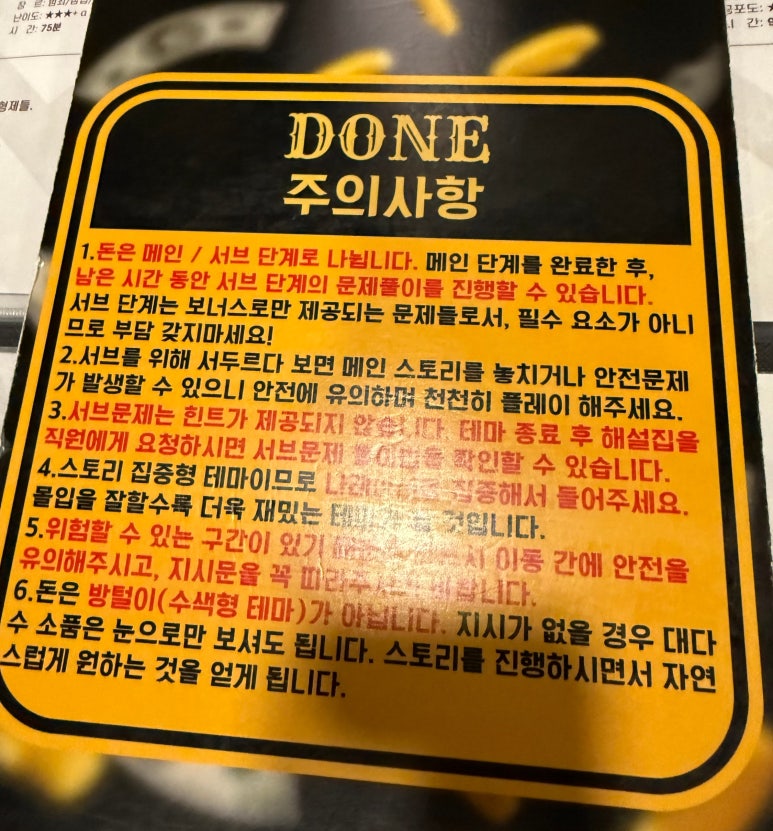 난이도: ★★★+α
시 간: 75분
형제들.
DONE
주의사항
1.돈은 메인 / 서브 단계로 나뉩니다. 메인 단계를 완료한 후,
남은 시간 동안 서브 단계의 문제풀이를 진행할 수 있습니다.
서브 단계는 보너스로만 제공되는 문제들로서, 필수 요소가 아니
므로 부담 갖지마세요!
2.서브를 위해 서두르다 보면 메인 스토리를 놓치거나 안전문제
가 발생할 수 있으니 안전에 유의하며 천천히 플레이 해주세요.
3.서브문제는 힌트가 제공되지 않습니다. 테마 종료 후 해설집을
직원에게 요청하시면 서브문제 확인할 수 있습니다.
4.스토리 집중형 테마이므로 집중해서 들어주세요.
몰입을 잘할수록 더욱 재밌는 것입니다.
5.위험할 수 있는 구간이 있기 이동 간에 안전을
유의해주시고, 지시문을 꼭 바랍니다.
6.돈은 방털이(수색형 테마)가 아닙니다. 지시가 없을 경우 대다
수 소품은 눈으로만 보셔도 됩니다. 스토리를 진행하시면서 자연
스럽게 원하는 것을 얻게 됩니다.